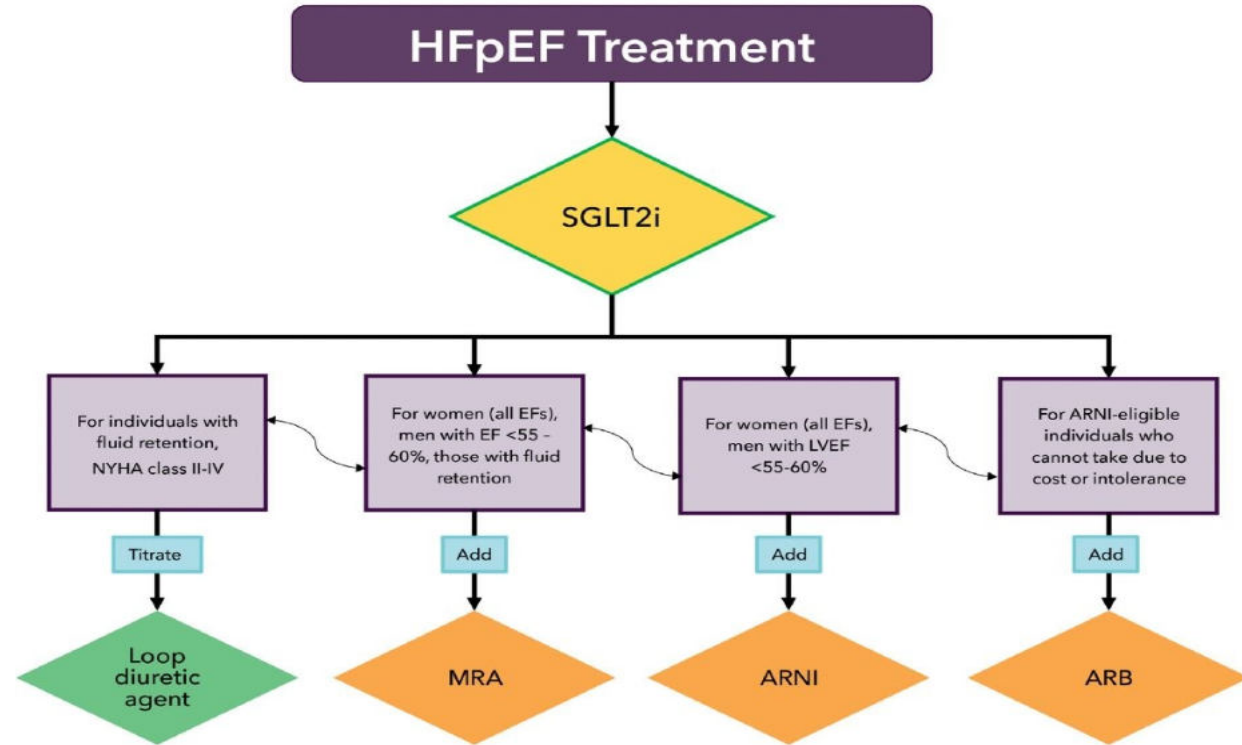 HFpEF Treatment
SGLT2i
For individuals with
fluid retention,
NYHA class II-IV
For women (all EFs),
men with EF <55 –
60%, those with fluid
retention
For women (all EFs),
men with LVEF
<55-60%
For ARNI-eligible
individuals who
cannot take due to
cost or intolerance
Titrate
Add
Add
Add
Loop
diuretic
agent
MRA
ARNI
ARB